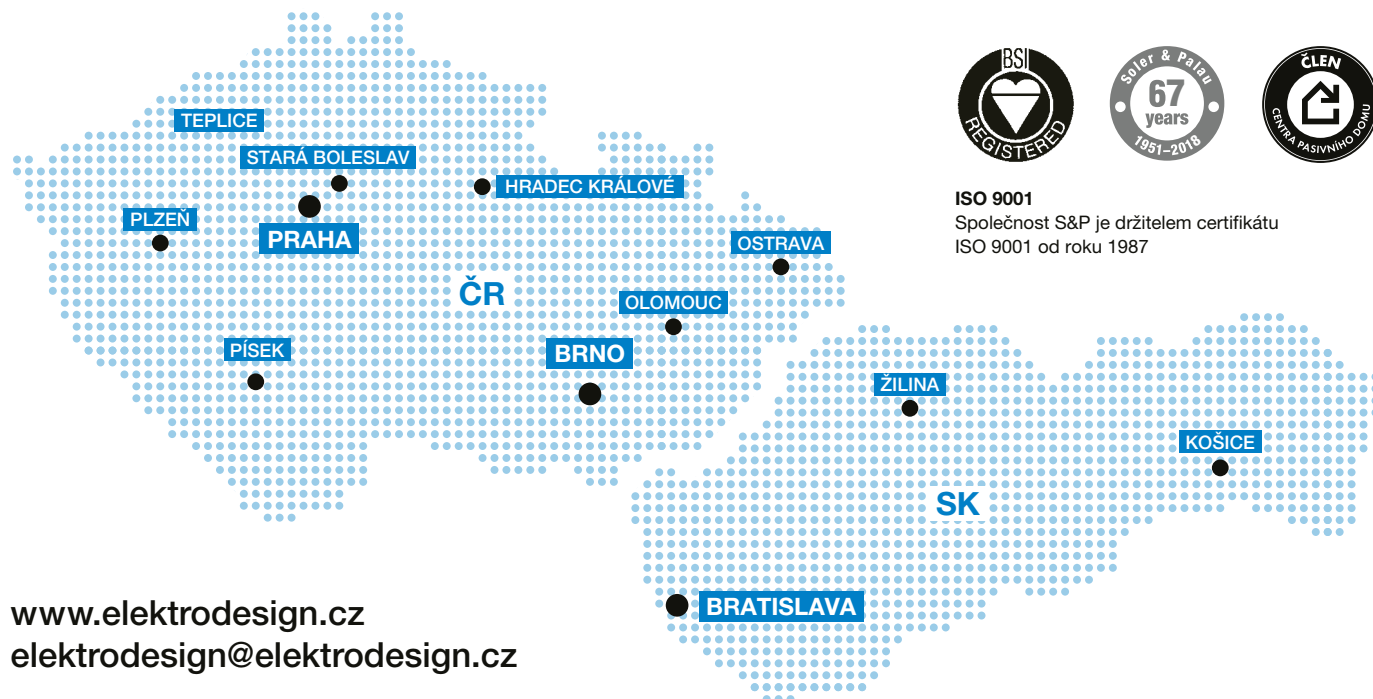 BSI
REGISTERED
Soler & Palau
67
years
1951–2018
ČLEN
CENTRA PASIVNÍHO DOMU
ISO 9001
Společnost S&P je držitelem certifikátu
ISO 9001 od roku 1987
TEPLICE
STARÁ BOLESLAV
HRADEC KRÁLOVÉ
PLZEŇ
PRAHA
OSTRAVA
ČR
OLOMOUC
PÍSEK
BRNO
ŽILINA
KOŠICE
SK
BRATISLAVA
www.elektrodesign.cz
elektrodesign@elektrodesign.cz